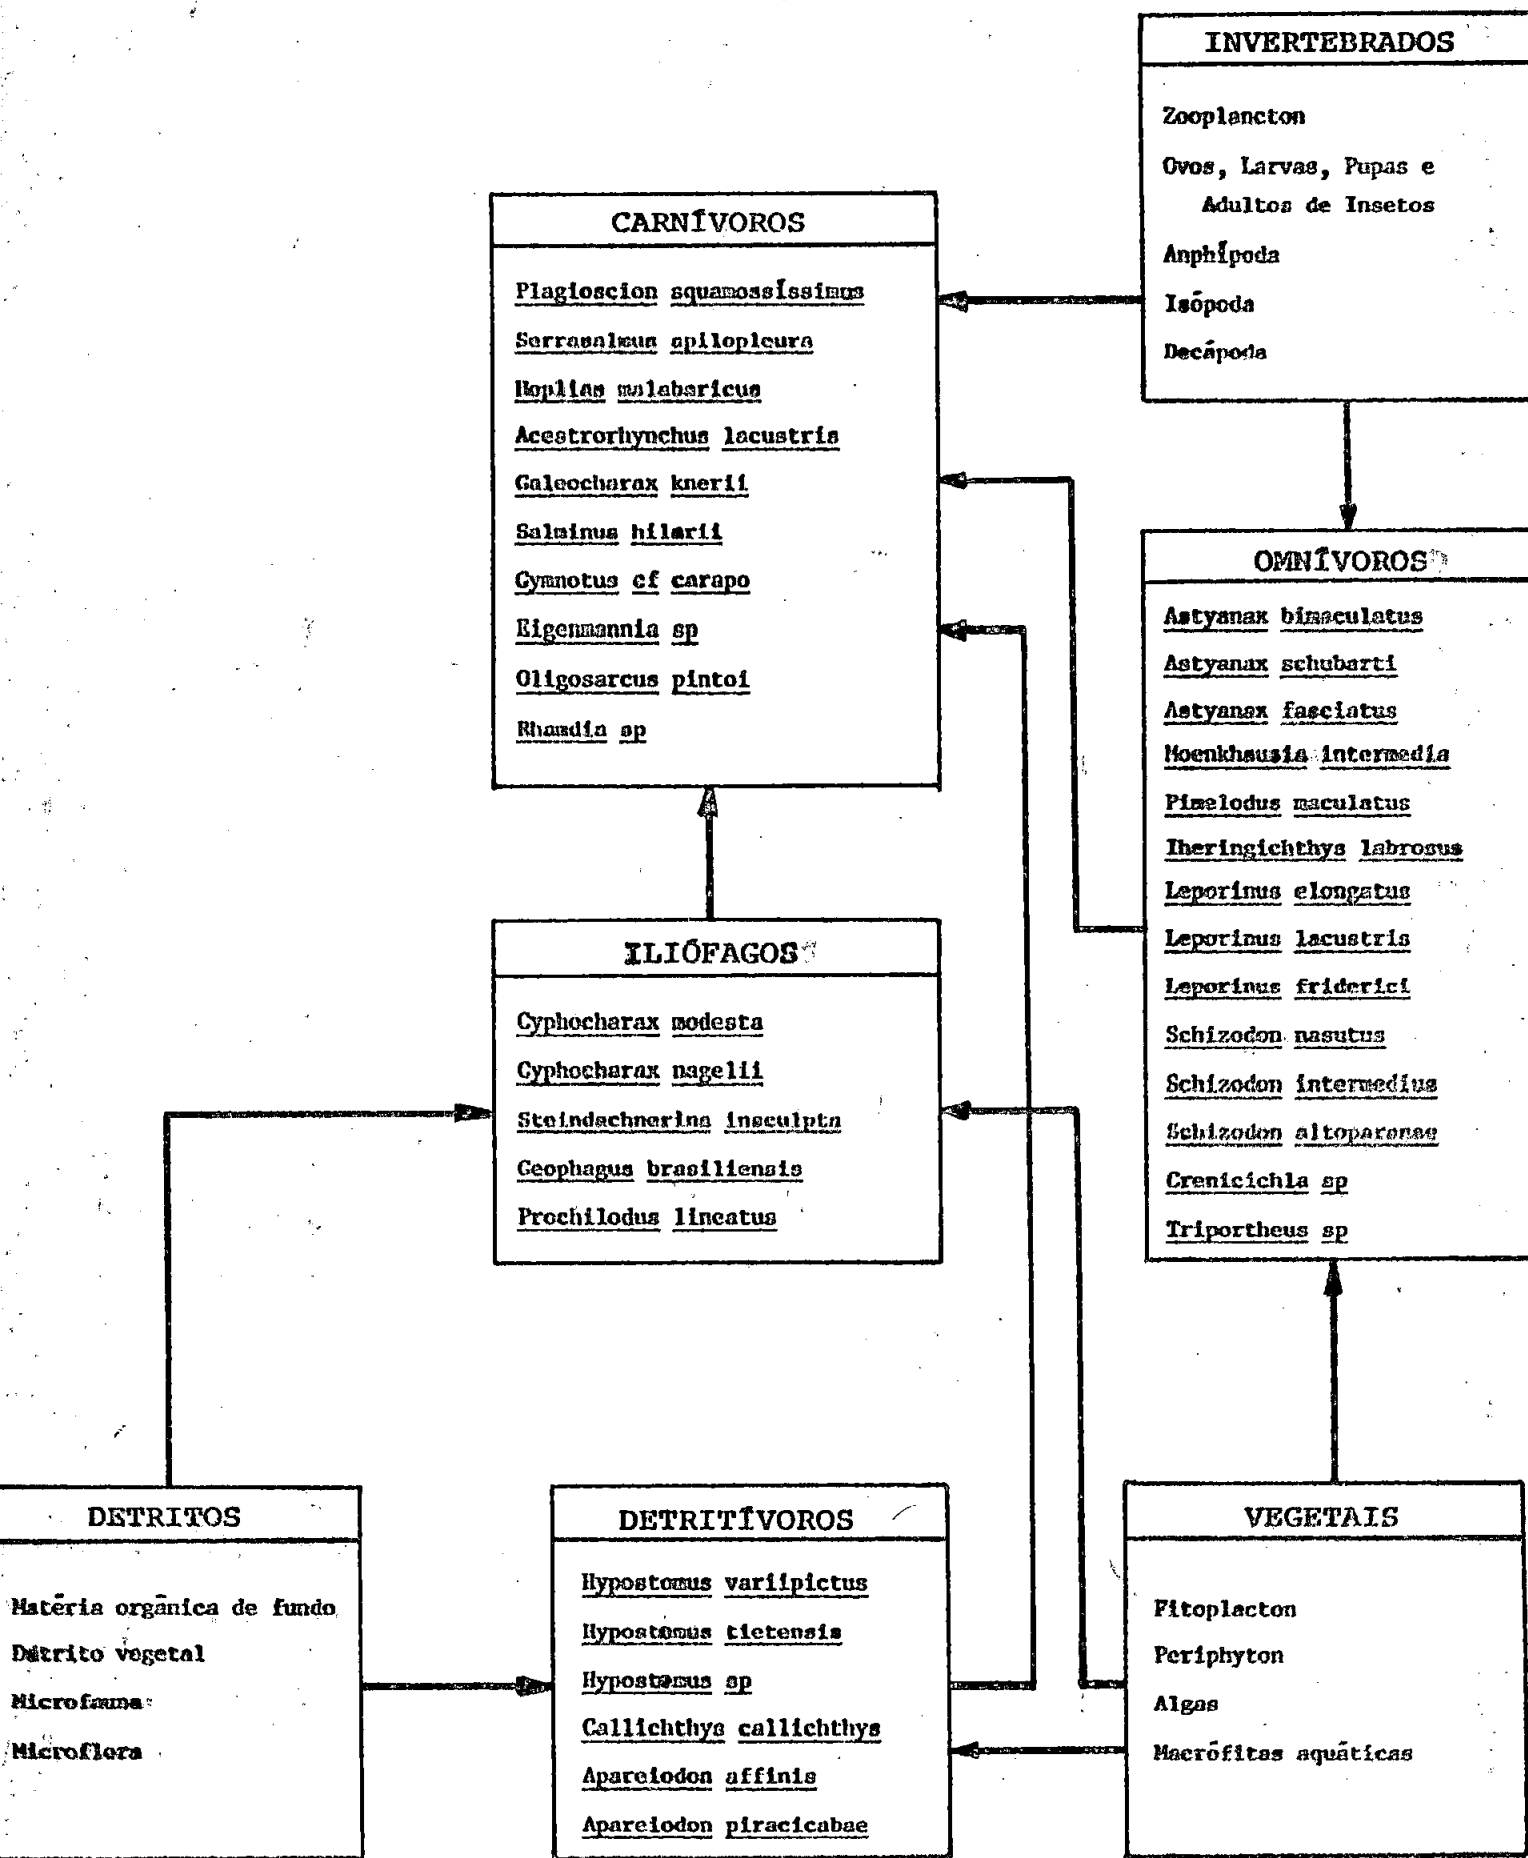 INVERTEBRADOS
Zooplancton
Ovos, Larvas, Pupas e
Adultos de Insetos
Anphípoda
Isópoda
Decápoda
CARNÍVOROS
Plagioscion squamossíssimus
Serrasalmus spilopleura
Hoplias malabaricus
Acestrorhynchus lacustris
Galeocharax knerii
Salminus hilarii
Gymnotus cf carapo
Eigenmannia sp
Oligosarcus pintoi
Rhamdia sp
OMNÍVOROS
Astyanax bimaculatus
Astyanax schubarti
Astyanax fasciatus
Moenkhausia intermedia
Pimelodus maculatus
Iheringichthys labrosus
Leporinus elongatus
Leporinus lacustris
Leporinus friderici
Schizodon nasutus
Schizodon intermedius
Schizodon altoparanae
Crenicichla sp
Triportheus sp
ILIÓFAGOS
Cyphocharax modesta
Cyphocharax nagelii
Steindachnerina insculpta
Geophagus brasiliensis
Prochilodus lineatus
DETRITOS
Matéria orgânica de fundo
Detrito vegetal
Microfauna
Microflora
DETRITÍVOROS
Hypostomus variipictus
Hypostomus tietensis
Hypostomus sp
Callichthys callichthys
Apareiodon affinis
Apareiodon piracicabae
VEGETAIS
Fitoplacton
Periphyton
Algas
Macrófitas aquáticas